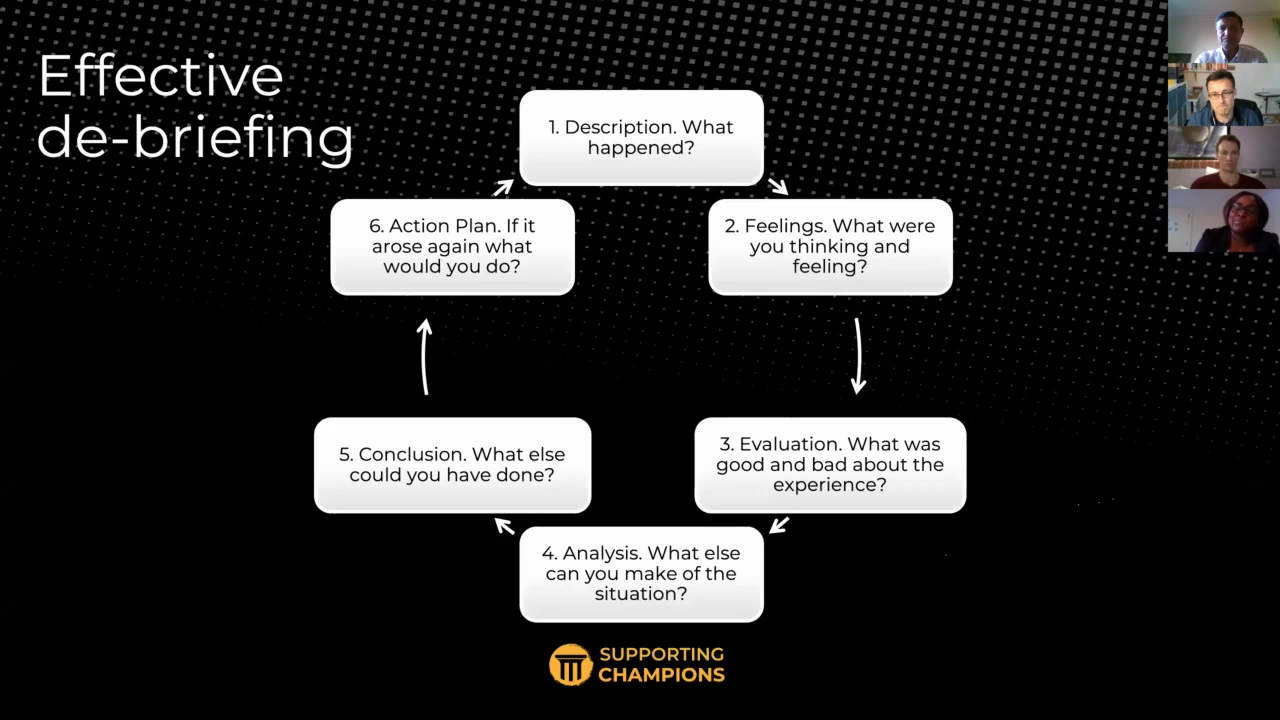 Effective
de-briefing
1. Description. What
happened?
2. Feelings. What were
you thinking and
feeling?
3. Evaluation. What was
good and bad about the
experience?
4. Analysis. What else
can you make of the
situation?
5. Conclusion. What else
could you have done?
6. Action Plan. If it
arose again what
would you do?
SUPPORTING
CHAMPIONS